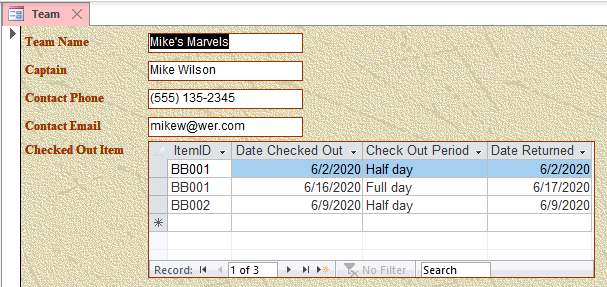 Team
Team Name Mike's Marvels
Captain Mike Wilson
Contact Phone (555) 135-2345
Contact Email mikew@wer.com
Checked Out Item
ItemID Date Checked Out Check Out Period Date Returned
BB001 6/2/2020 Half day 6/2/2020
BB001 6/16/2020 Full day 6/17/2020
BB002 6/9/2020 Half day 6/9/2020
Record: 1 of 3 No Filter Search